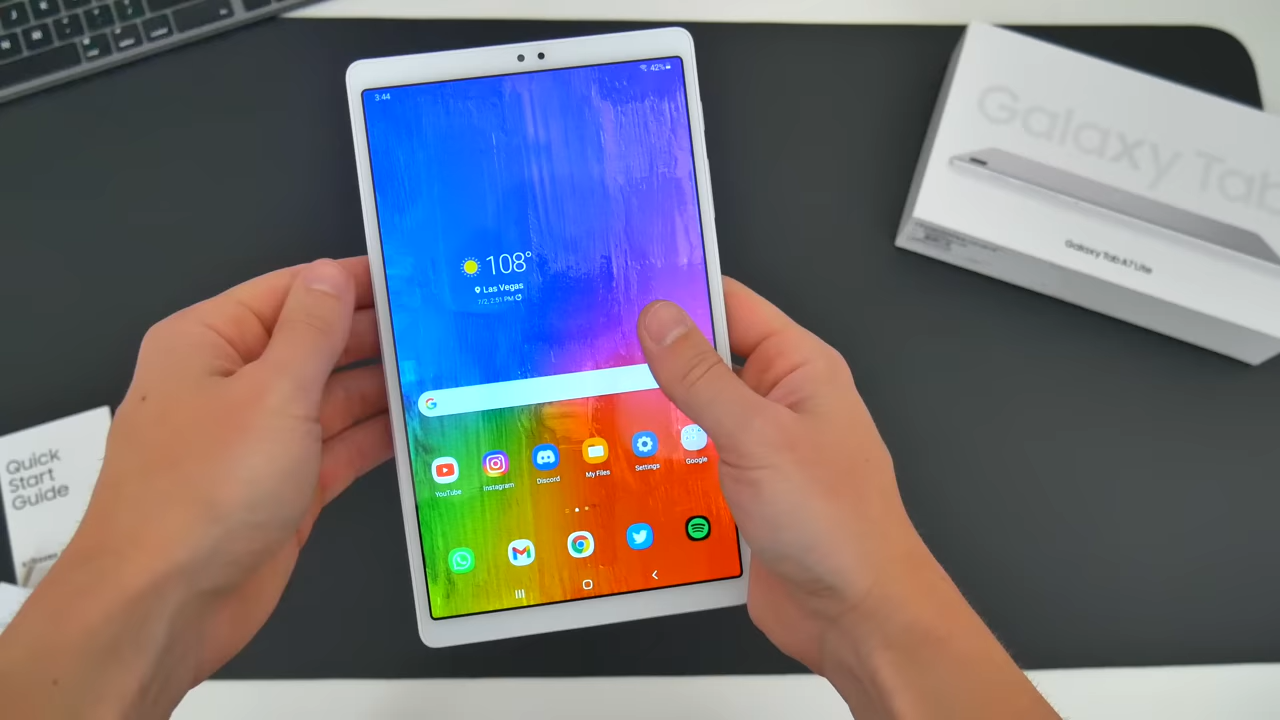 3:44
42%
108°
Las Vegas
7/2, 2:51 PM
YouTube
Instagram
Discord
My Files
Settings
Google
Galaxy Tab
Galaxy Tab A7 Lite
Quick
Start
Guide